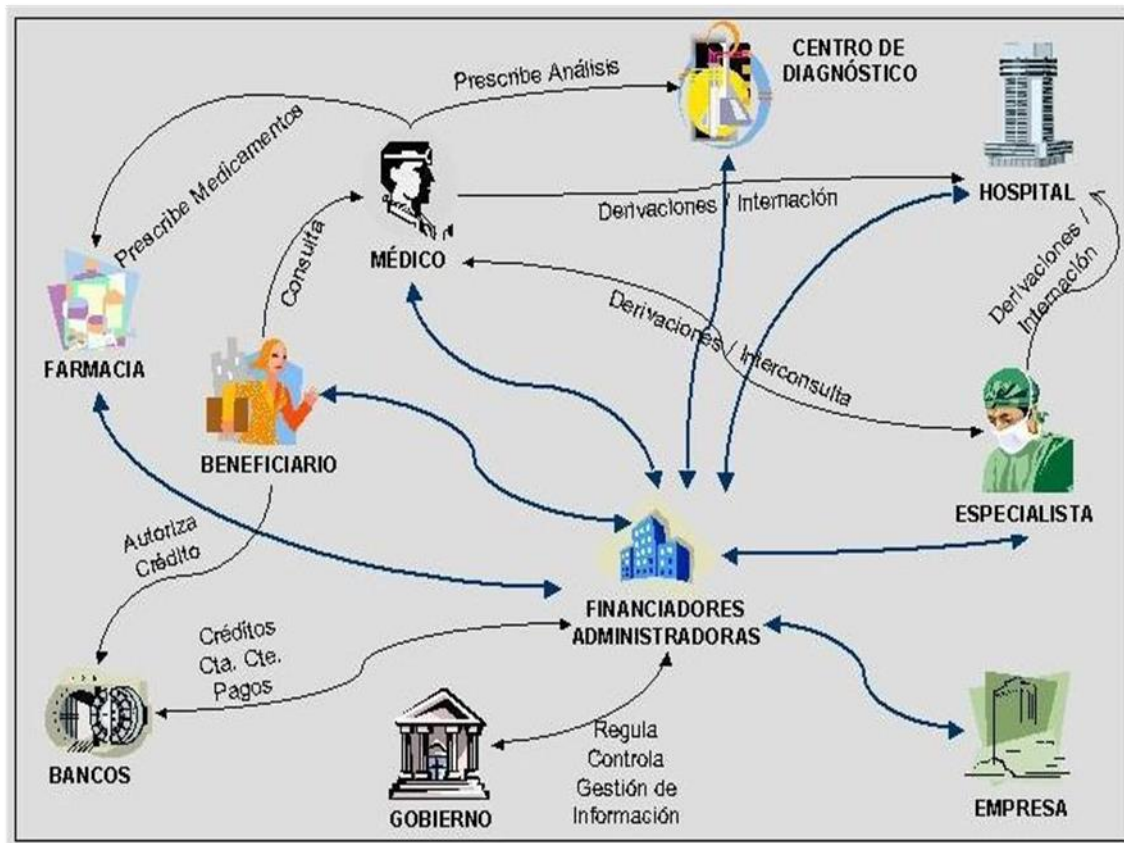 CENTRO DE
DIAGNÓSTICO
Prescribe Análisis
Prescribe Medicamentos
HOSPITAL
Derivaciones / Internación
MÉDICO
Consulta
Derivaciones /
Internación
Derivaciones / Interconsulta
FARMACIA
BENEFICIARIO
ESPECIALISTA
Autoriza
Crédito
FINANCIADORES
ADMINISTRADORAS
Créditos
Cta. Cte.
Pagos
BANCOS
Regula
Controla
Gestión de
Información
GOBIERNO
EMPRESA